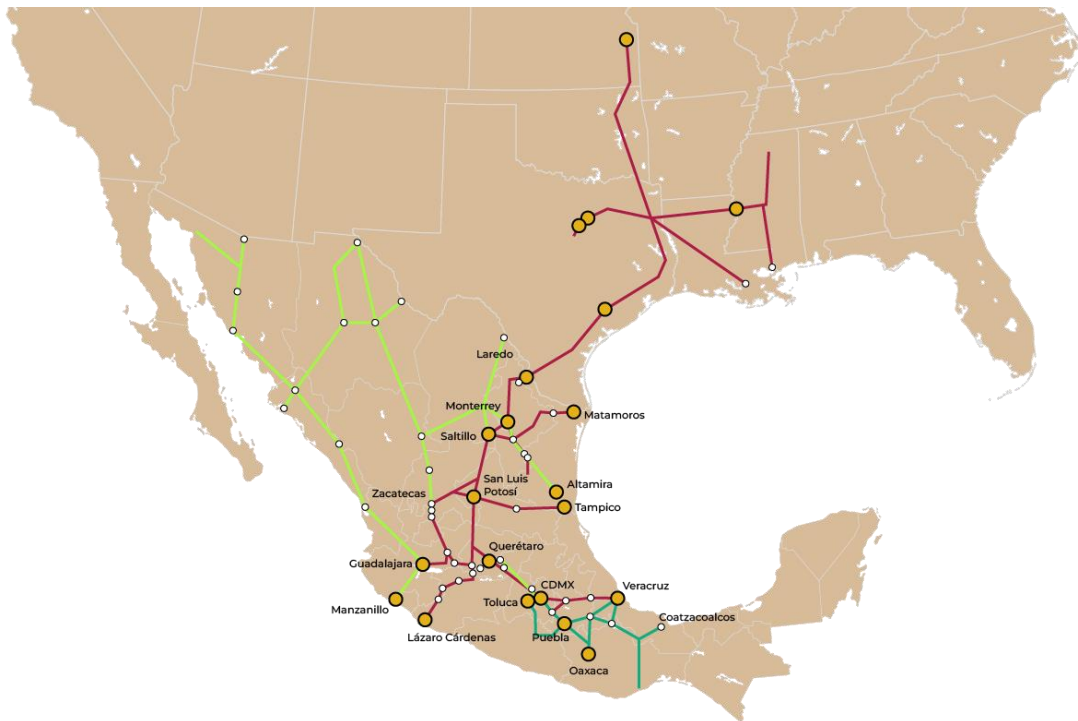 Laredo
Monterrey
Matamoros
Saltillo
San Luis
Potosí
Altamira
Zacatecas
Tampico
Querétaro
Guadalajara
CDMX
Veracruz
Toluca
Manzanillo
Coatzacoalcos
Lázaro Cárdenas
Puebla
Oaxaca